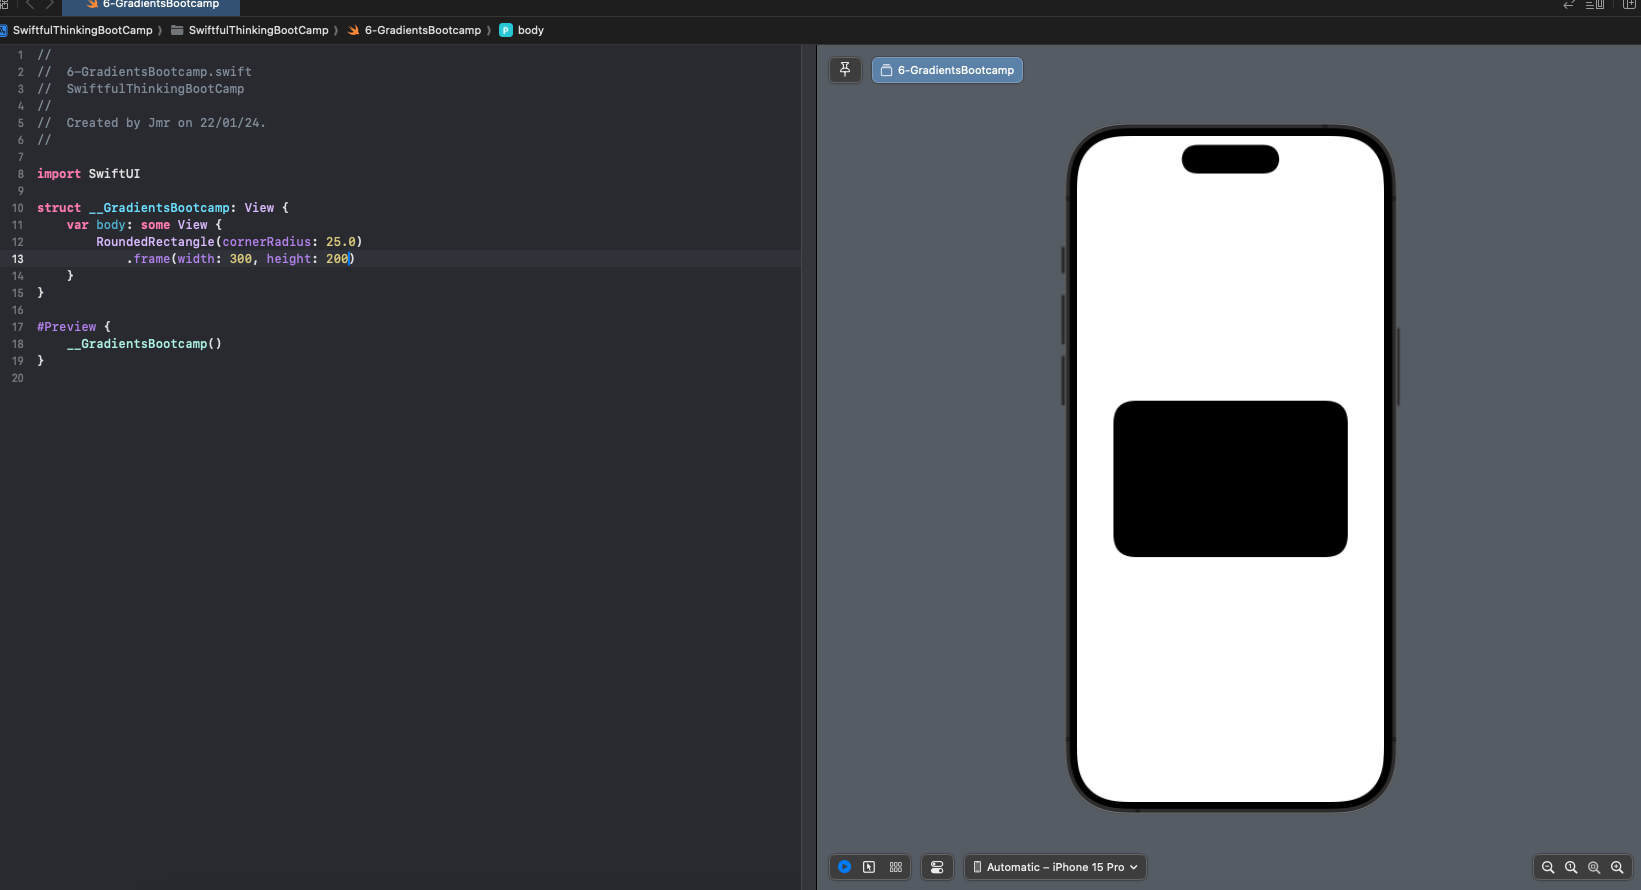 6-GradientsBootcamp
SwiftfulThinkingBootCamp ⟩ SwiftfulThinkingBootCamp ⟩ 6-GradientsBootcamp ⟩ P body
1 //
2 //  6-GradientsBootcamp.swift
3 //  SwiftfulThinkingBootCamp
4 //
5 //  Created by Jmr on 22/01/24.
6 //
7
8 import SwiftUI
9
10 struct __GradientsBootcamp: View {
11     var body: some View {
12         RoundedRectangle(cornerRadius: 25.0)
13             .frame(width: 300, height: 200)
14     }
15 }
16
17 #Preview {
18     __GradientsBootcamp()
19 }
20
6-GradientsBootcamp
Automatic – iPhone 15 Pro